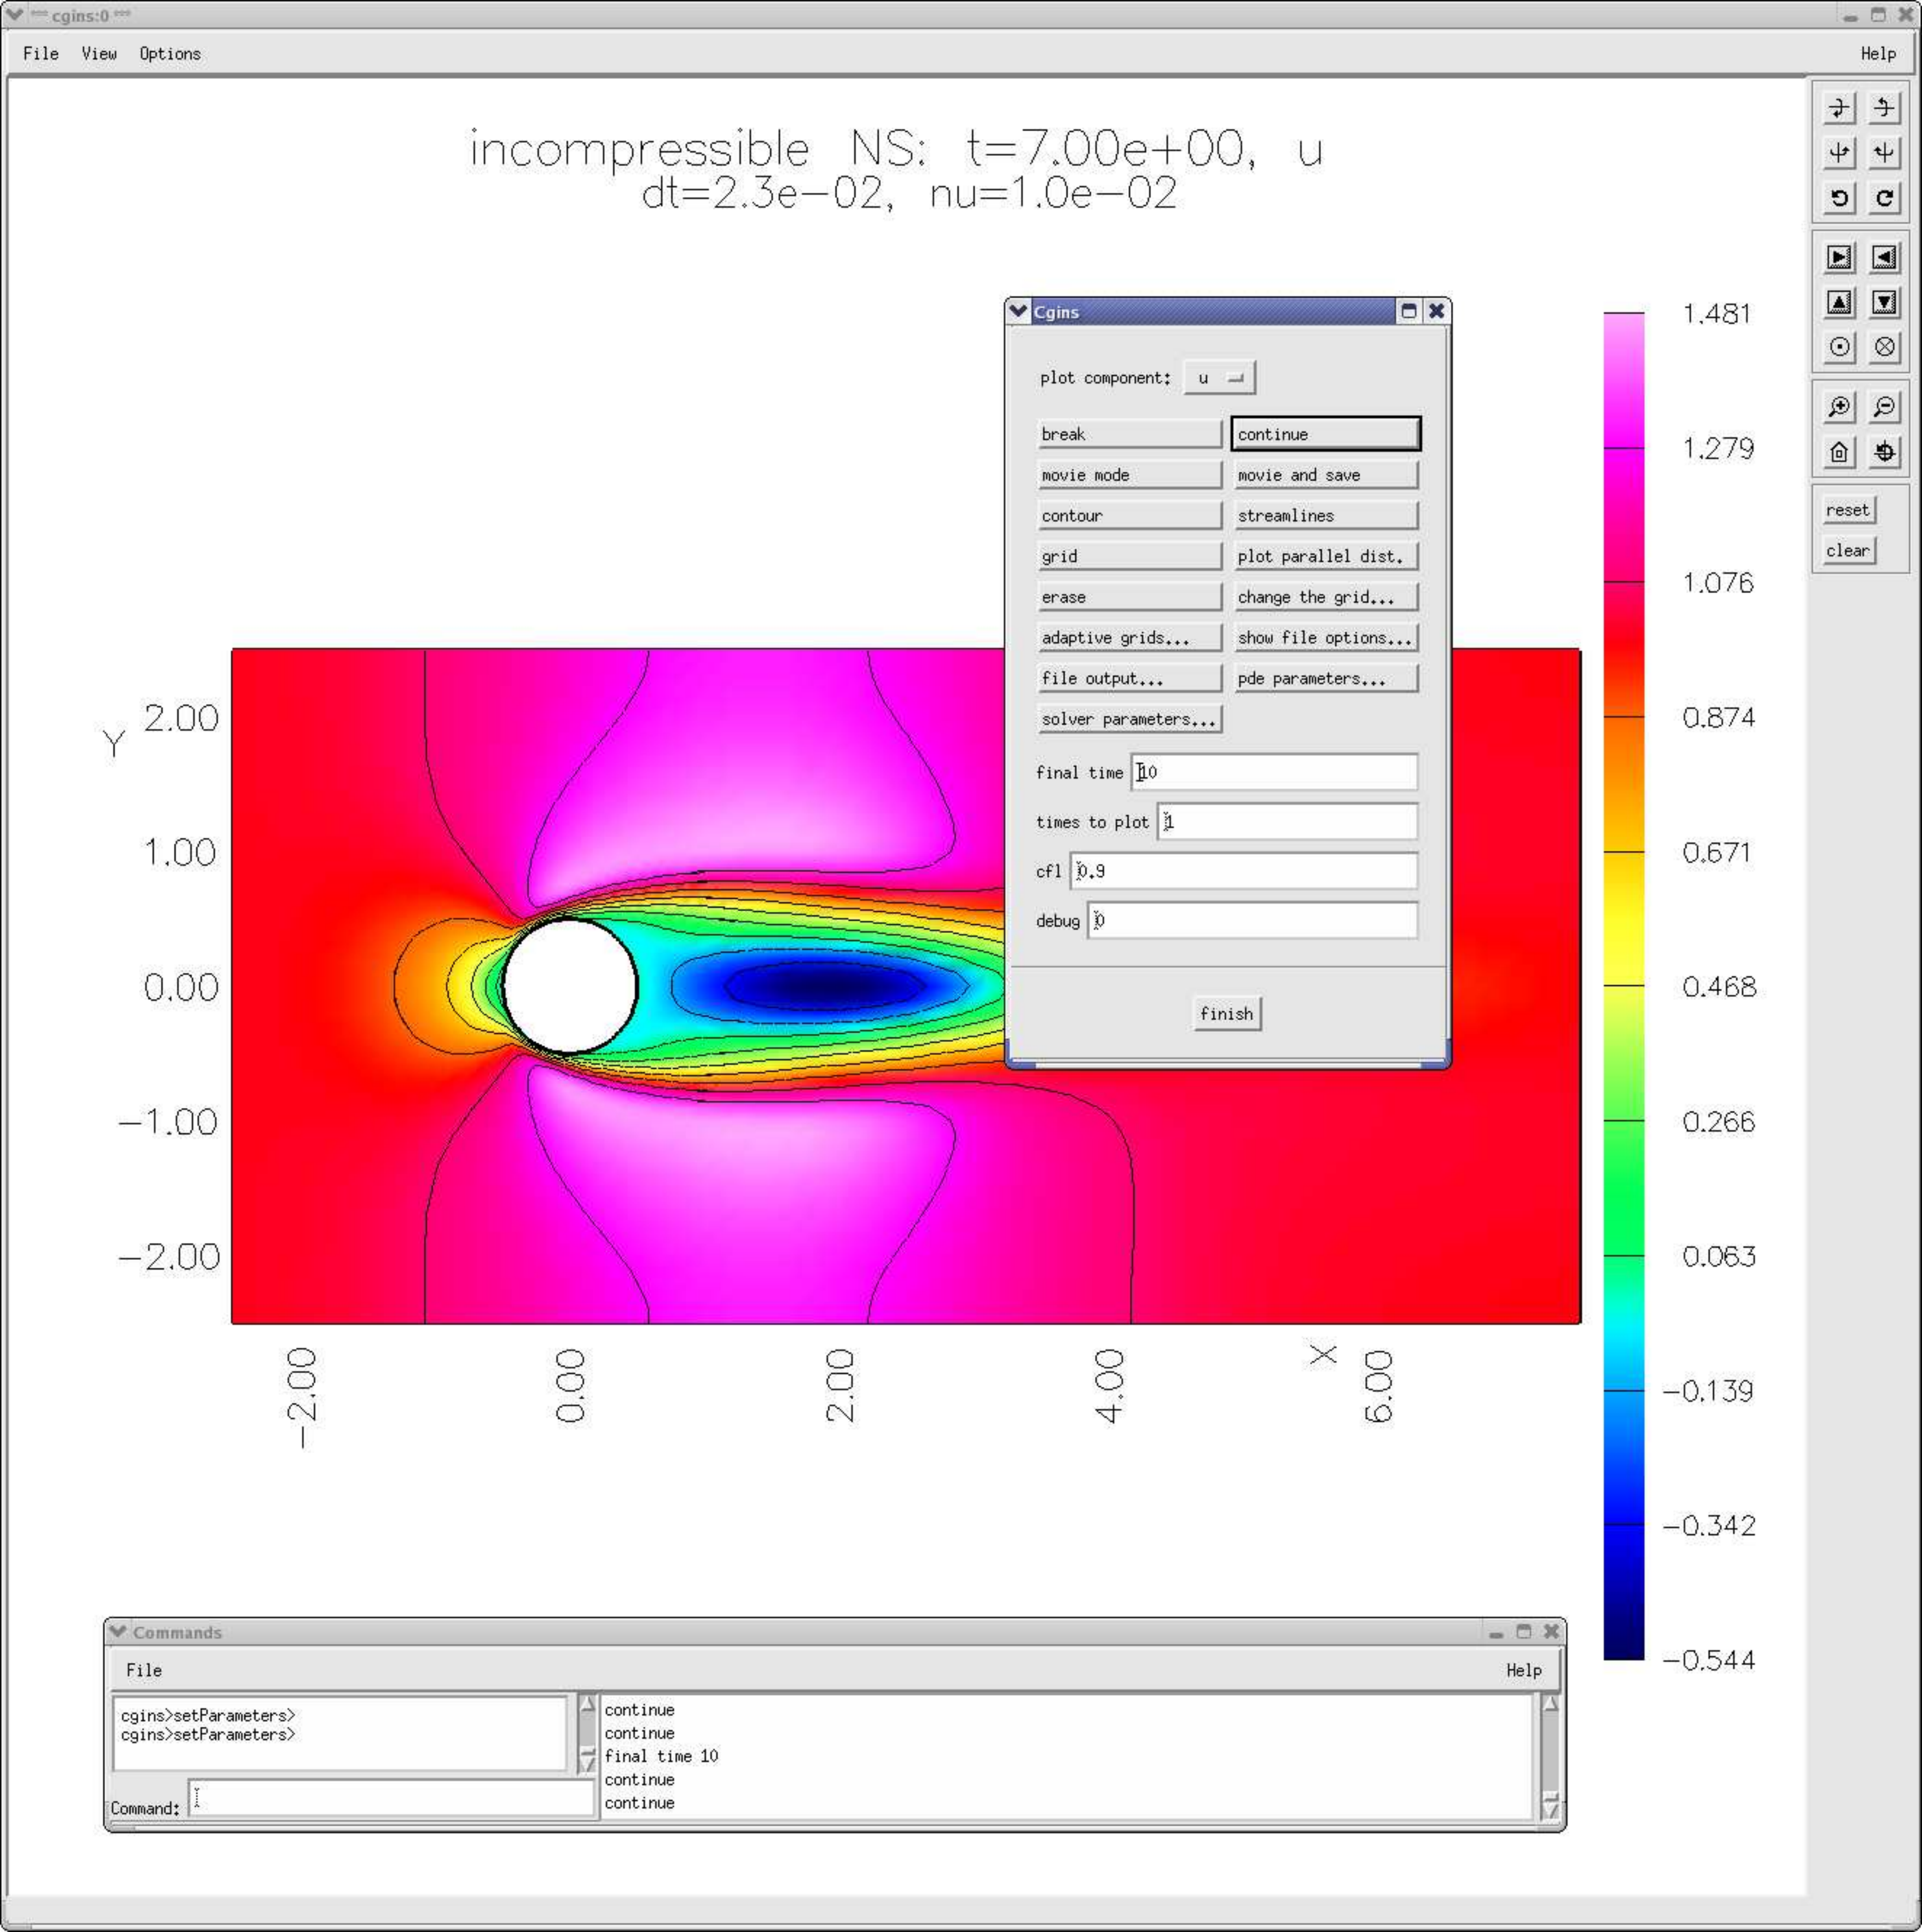 cgins:0
File View Options Help
incompressible NS: t=7.00e+00, u
dt=2.3e-02, nu=1.0e-02
Cgins
plot component: u
break continue
movie mode movie and save
contour streamlines
grid plot parallel dist.
erase change the grid...
adaptive grids... show file options...
file output... pde parameters...
solver parameters...
final time 10
times to plot 1
cfl 0.9
debug 0
finish
reset
clear
1.481
1.279
1.076
0.874
0.671
0.468
0.266
0.063
-0.139
-0.342
-0.544
Y
2.00
1.00
0.00
-1.00
-2.00
-2.00 0.00 2.00 4.00 X 6.00
Commands
File Help
cgins>setParameters>
cgins>setParameters>
Command:
continue
continue
final time 10
continue
continue